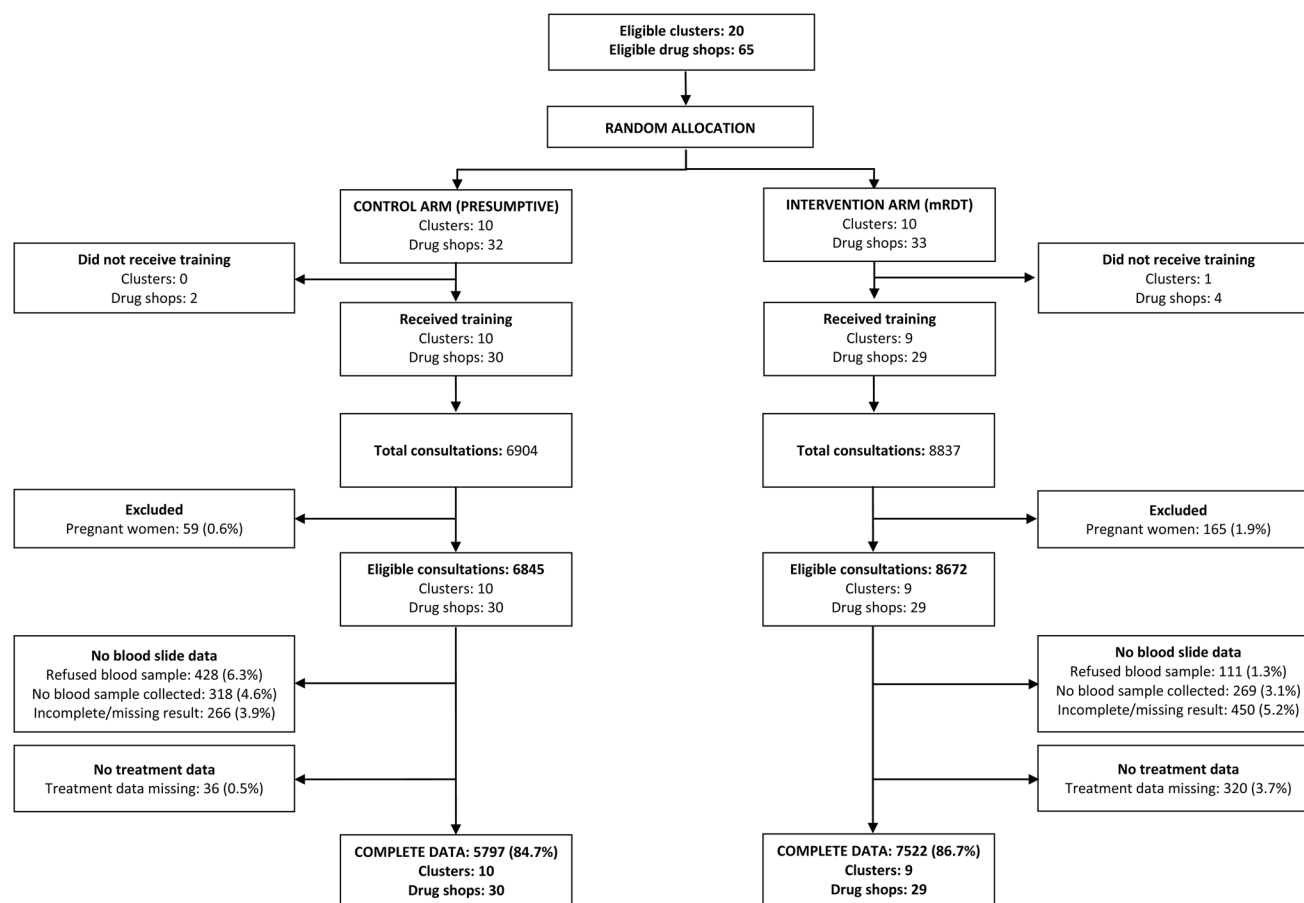 Eligible clusters: 20
Eligible drug shops: 65
RANDOM ALLOCATION
CONTROL ARM (PRESUMPTIVE)
Clusters: 10
Drug shops: 32
INTERVENTION ARM (mRDT)
Clusters: 10
Drug shops: 33
Did not receive training
Clusters: 0
Drug shops: 2
Did not receive training
Clusters: 1
Drug shops: 4
Received training
Clusters: 10
Drug shops: 30
Received training
Clusters: 9
Drug shops: 29
Total consultations: 6904
Total consultations: 8837
Excluded
Pregnant women: 59 (0.6%)
Excluded
Pregnant women: 165 (1.9%)
Eligible consultations: 6845
Clusters: 10
Drug shops: 30
Eligible consultations: 8672
Clusters: 9
Drug shops: 29
No blood slide data
Refused blood sample: 428 (6.3%)
No blood sample collected: 318 (4.6%)
Incomplete/missing result: 266 (3.9%)
No blood slide data
Refused blood sample: 111 (1.3%)
No blood sample collected: 269 (3.1%)
Incomplete/missing result: 450 (5.2%)
No treatment data
Treatment data missing: 36 (0.5%)
No treatment data
Treatment data missing: 320 (3.7%)
COMPLETE DATA: 5797 (84.7%)
Clusters: 10
Drug shops: 30
COMPLETE DATA: 7522 (86.7%)
Clusters: 9
Drug shops: 29